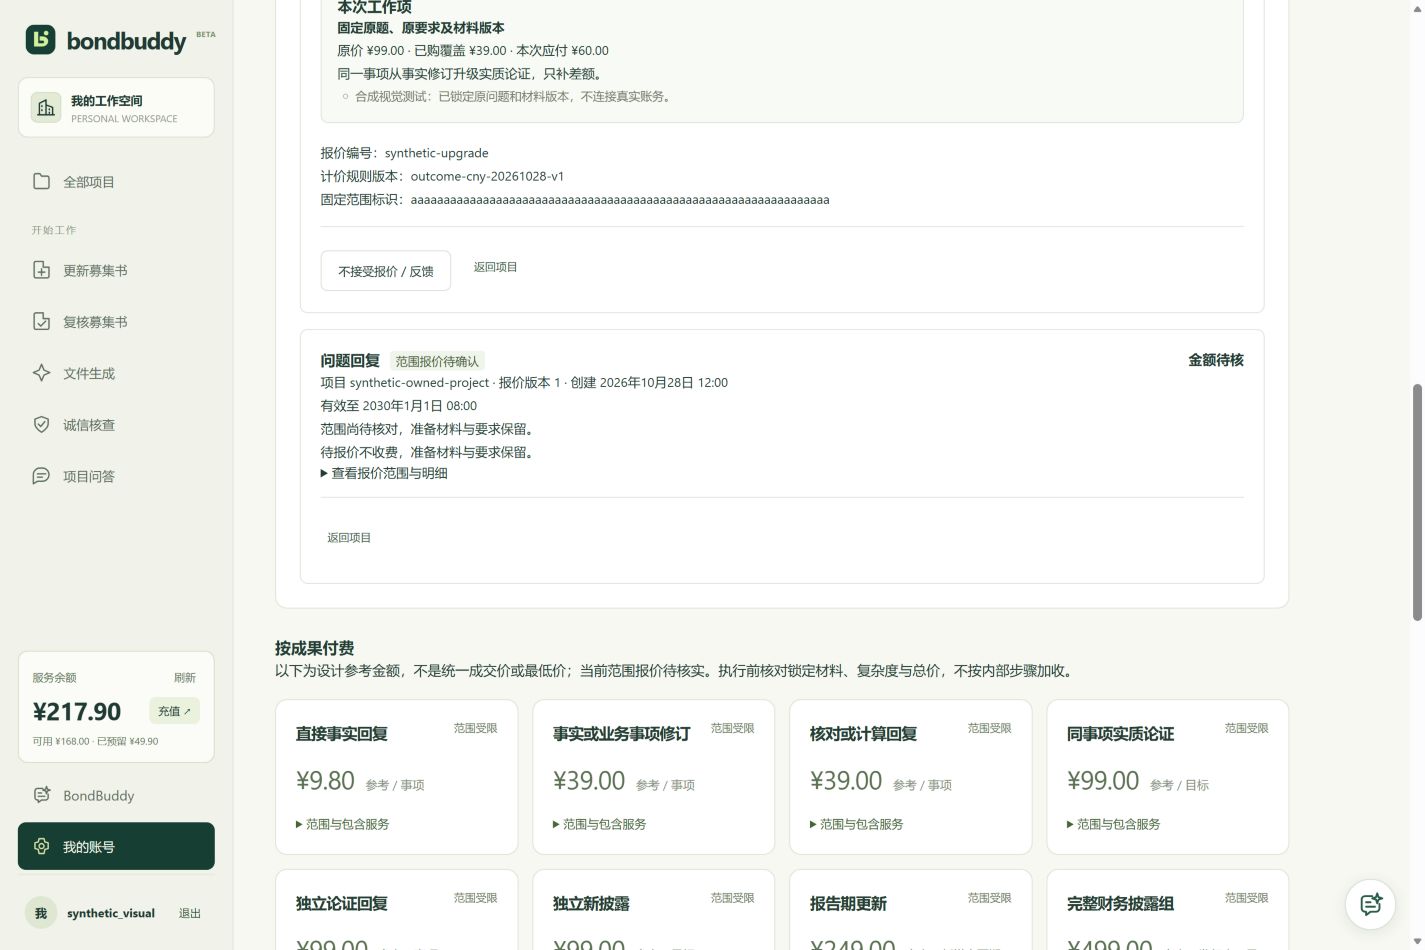 bondbuddy BETA
我的工作空间
PERSONAL WORKSPACE
全部项目
开始工作
更新募集书
复核募集书
文件生成
诚信核查
项目问答
服务余额 刷新
¥217.90 充值 ↗
可用 ¥168.00 · 已预留 ¥49.90
BondBuddy
我的账号
我 synthetic_visual 退出
本次工作项
固定原题、原要求及材料版本
原价 ¥99.00 · 已购覆盖 ¥39.00 · 本次应付 ¥60.00
同一事项从事实修订升级实质论证，只补差额。
合成视觉测试：已锁定原问题和材料版本，不连接真实账务。
报价编号：synthetic-upgrade
计价规则版本：outcome-cny-20261028-v1
固定范围标识：aaaaaaaaaaaaaaaaaaaaaaaaaaaaaaaaaaaaaaaaaaaaaaaaaaaaaaaaaaaaaaaa
不接受报价 / 反馈 返回项目
问题回复 范围报价待确认 金额待核
项目 synthetic-owned-project · 报价版本 1 · 创建 2026年10月28日 12:00
有效至 2030年1月1日 08:00
范围尚待核对，准备材料与要求保留。
待报价不收费，准备材料与要求保留。
▶ 查看报价范围与明细
返回项目
按成果付费
以下为设计参考金额，不是统一成交价或最低价；当前范围报价待核实。执行前核对锁定材料、复杂度与总价，不按内部步骤加收。
直接事实回复 范围受限
¥9.80 参考 / 事项
▶ 范围与包含服务
事实或业务事项修订 范围受限
¥39.00 参考 / 事项
▶ 范围与包含服务
核对或计算回复 范围受限
¥39.00 参考 / 事项
▶ 范围与包含服务
同事项实质论证 范围受限
¥99.00 参考 / 目标
▶ 范围与包含服务
独立论证回复 范围受限
¥99.00
独立新披露 范围受限
¥99.00
报告期更新 范围受限
¥249.00
完整财务披露组 范围受限
¥499.00